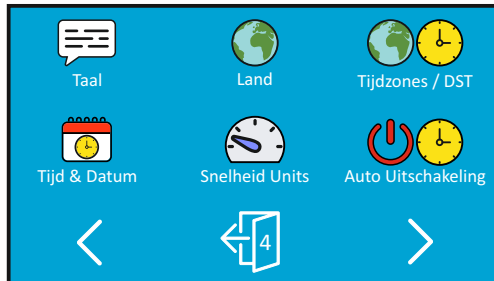 Taal
Land
Tijdzones / DST
Tijd & Datum
Snelheid Units
Auto Uitschakeling
4